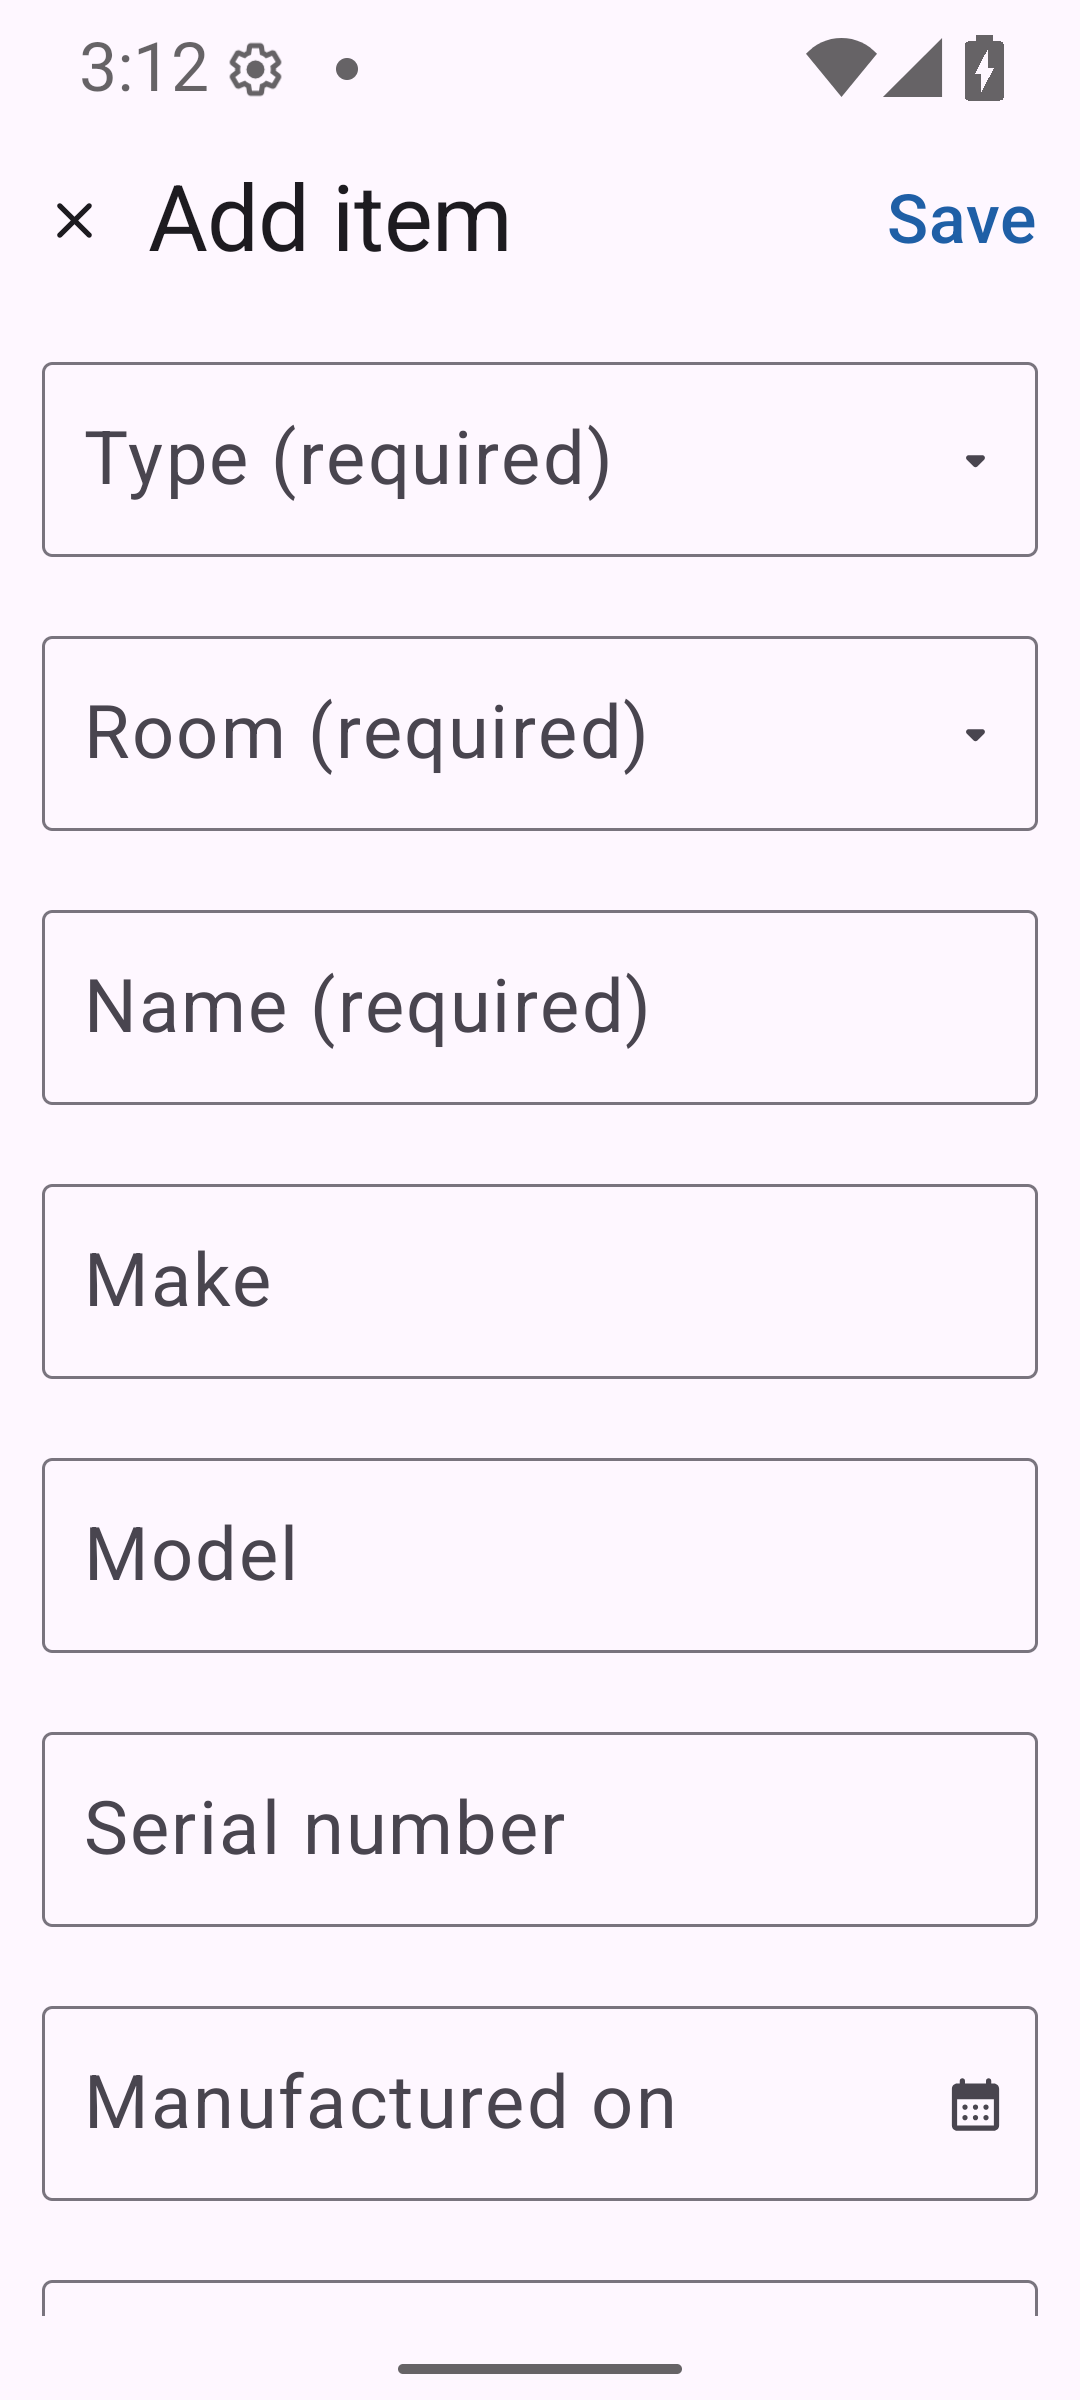 3:12
Add item
Save
Type (required)
Room (required)
Name (required)
Make
Model
Serial number
Manufactured on